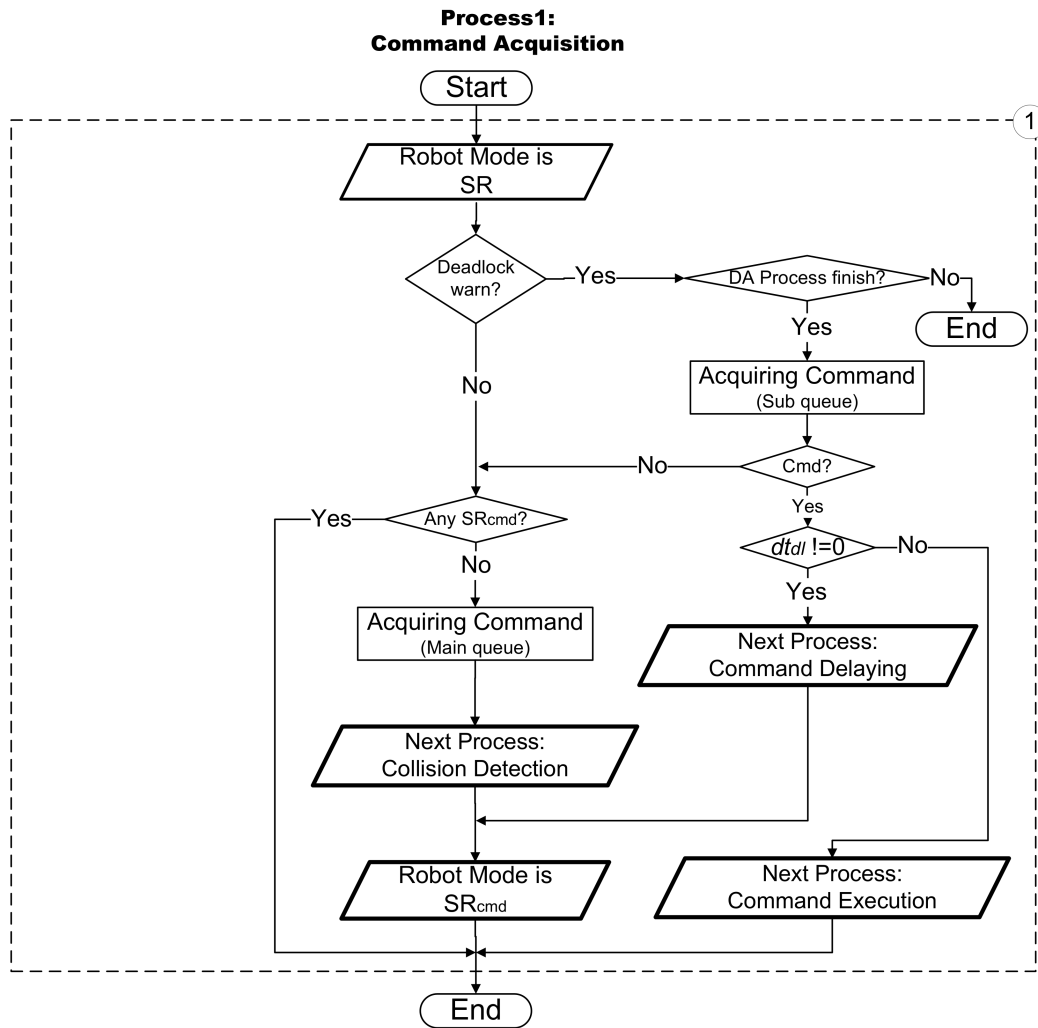 Process1:
Command Acquisition
Start
1
Robot Mode is
SR
Deadlock
warn?
Yes
DA Process finish?
No
End
Yes
No
Acquiring Command
(Sub queue)
No
Cmd?
Yes
Yes
Any SRcmd?
dtdl !=0
No
No
Yes
Acquiring Command
(Main queue)
Next Process:
Command Delaying
Next Process:
Collision Detection
Robot Mode is
SRcmd
Next Process:
Command Execution
End